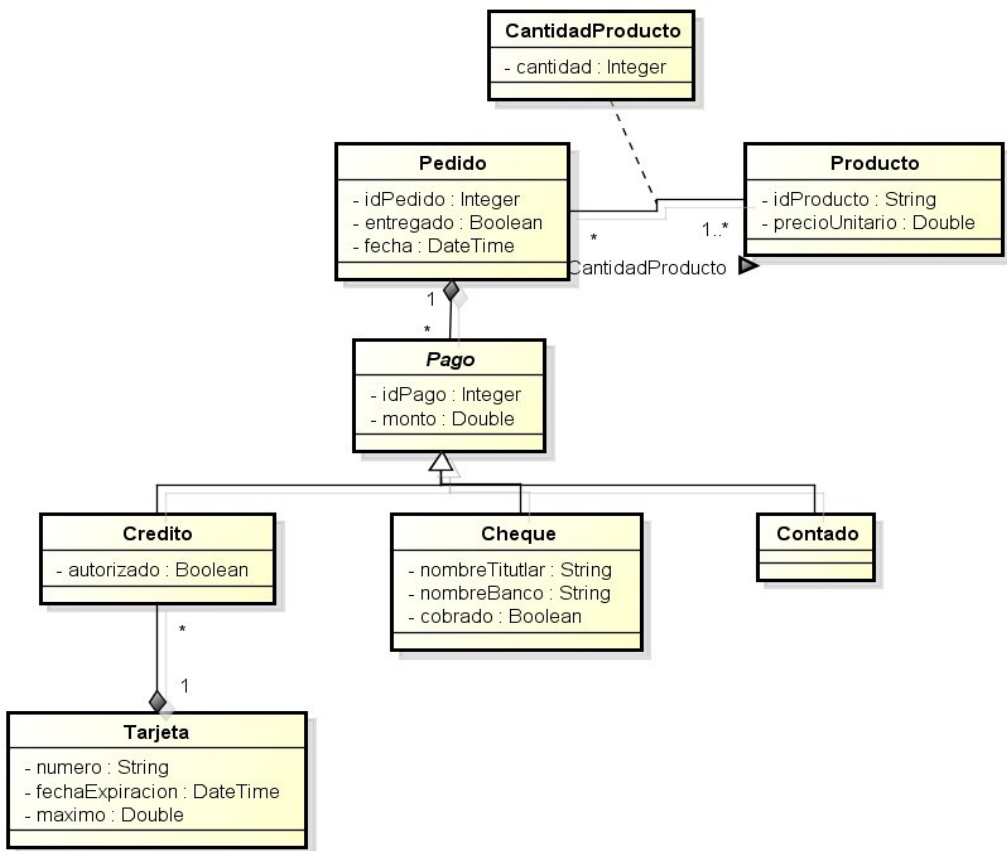 CantidadProducto
- cantidad : Integer
Pedido
- idPedido : Integer
- entregado : Boolean
- fecha : DateTime
Producto
- idProducto : String
- precioUnitario : Double
*
1..*
CantidadProducto
1
*
Pago
- idPago : Integer
- monto : Double
Credito
- autorizado : Boolean
Cheque
- nombreTitutlar : String
- nombreBanco : String
- cobrado : Boolean
Contado
*
1
Tarjeta
- numero : String
- fechaExpiracion : DateTime
- maximo : Double